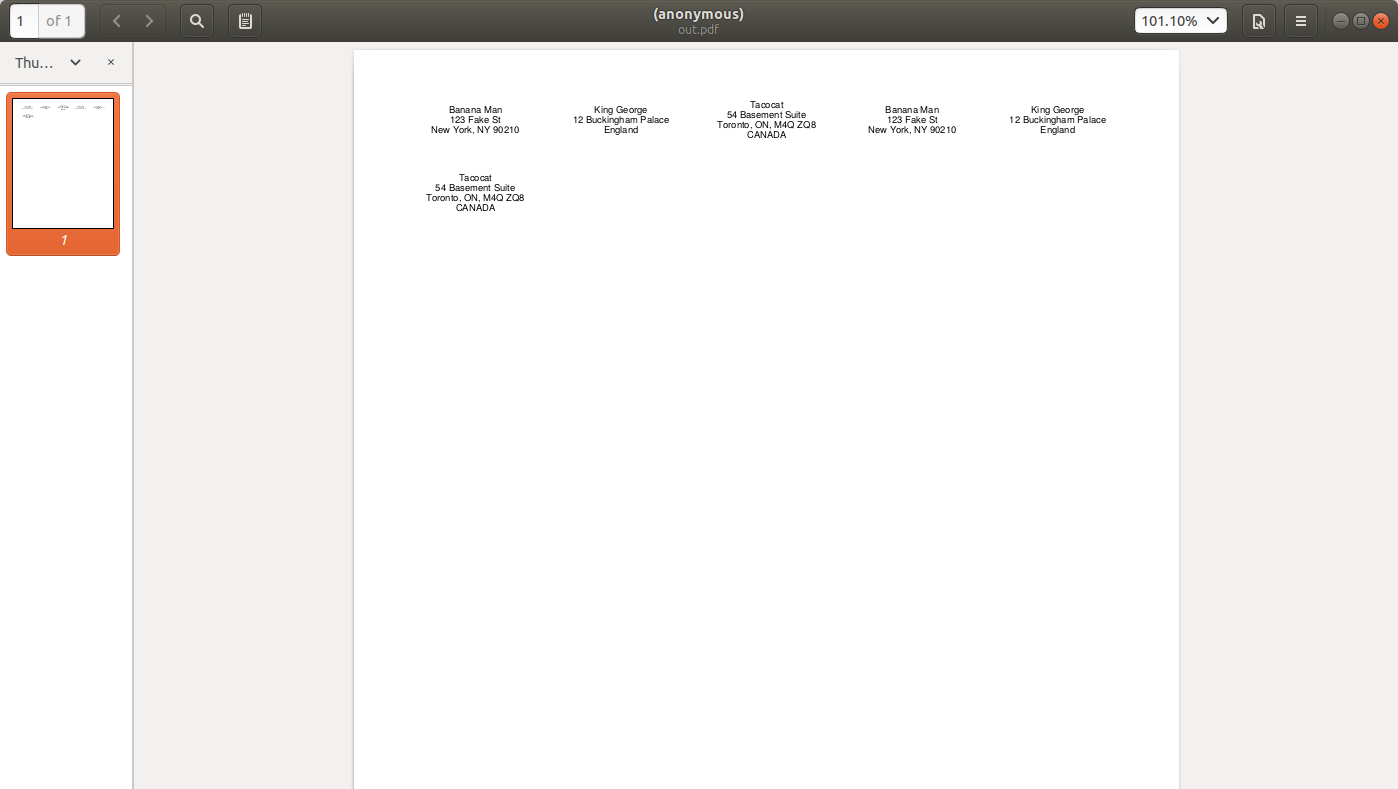 1 of 1
(anonymous)
out.pdf
101.10%
Thu...
1
Banana Man
123 Fake St
New York, NY 90210
King George
12 Buckingham Palace
England
Tacocat
54 Basement Suite
Toronto, ON, M4Q ZQ8
CANADA
Banana Man
123 Fake St
New York, NY 90210
King George
12 Buckingham Palace
England
Tacocat
54 Basement Suite
Toronto, ON, M4Q ZQ8
CANADA